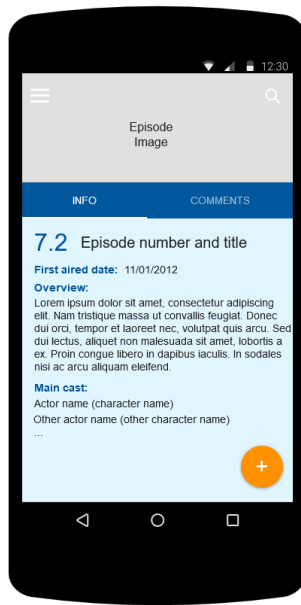 12:30
Episode
Image
INFO COMMENTS
7.2 Episode number and title
First aired date: 11/01/2012
Overview:
Lorem ipsum dolor sit amet, consectetur adipiscing
elit. Nam tristique massa ut convallis feugiat. Donec
dui orci, tempor et laoreet nec, volutpat quis arcu. Sed
dui lectus, aliquet non malesuada sit amet, lobortis a
ex. Proin congue libero in dapibus iaculis. In sodales
nisi ac arcu aliquam eleifend.
Main cast:
Actor name (character name)
Other actor name (other character name)
...
+